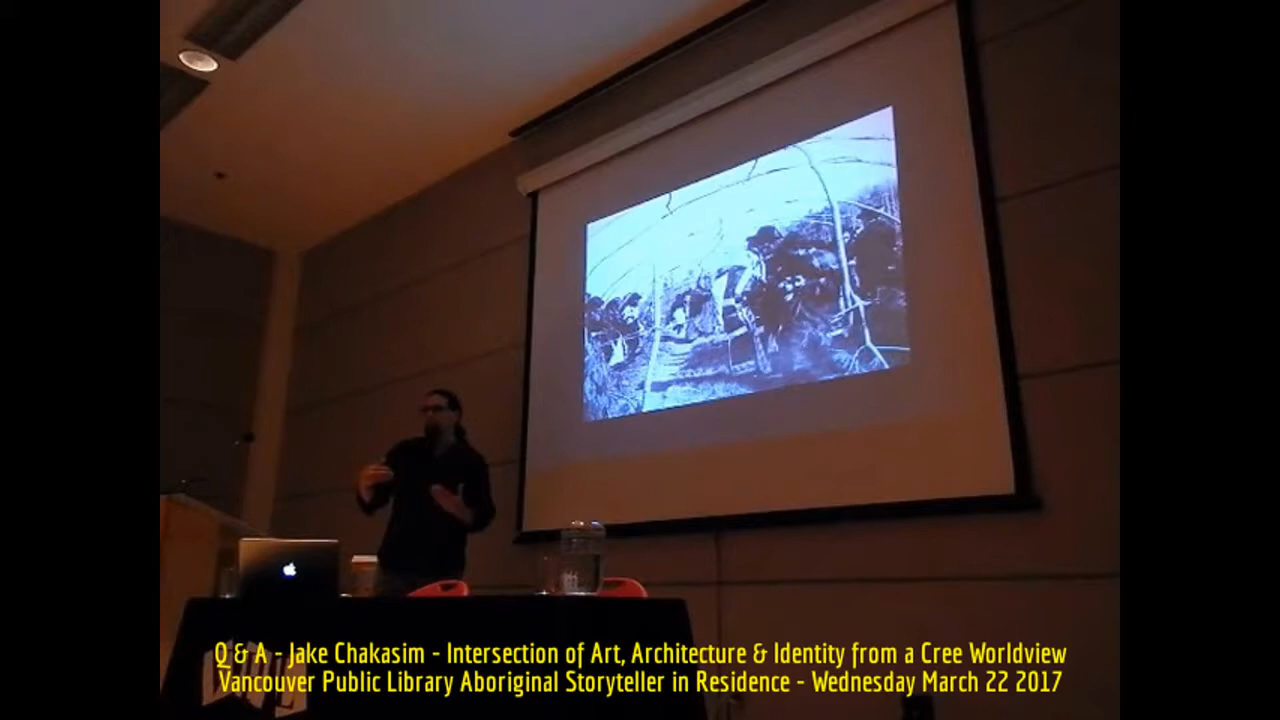 Q & A - Jake Chakasim - Intersection of Art, Architecture & Identity from a Cree Worldview
Vancouver Public Library Aboriginal Storyteller in Residence - Wednesday March 22 2017